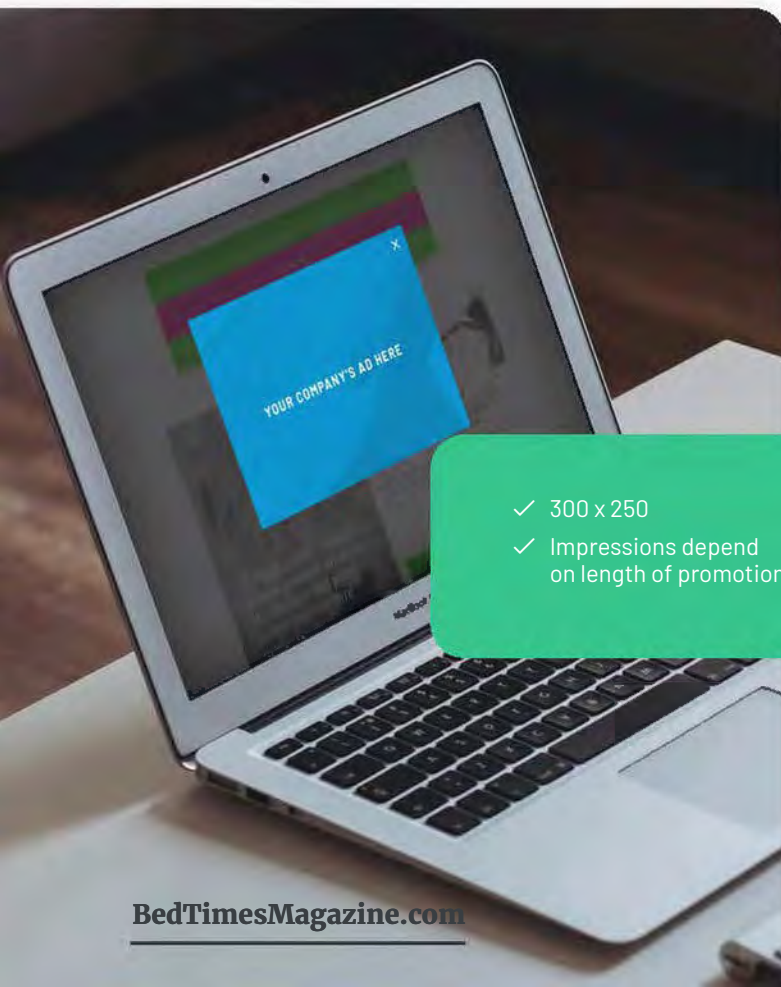 X
YOUR COMPANY'S AD HERE
300 x 250
Impressions depend
on length of promotion
BedTimesMagazine.com